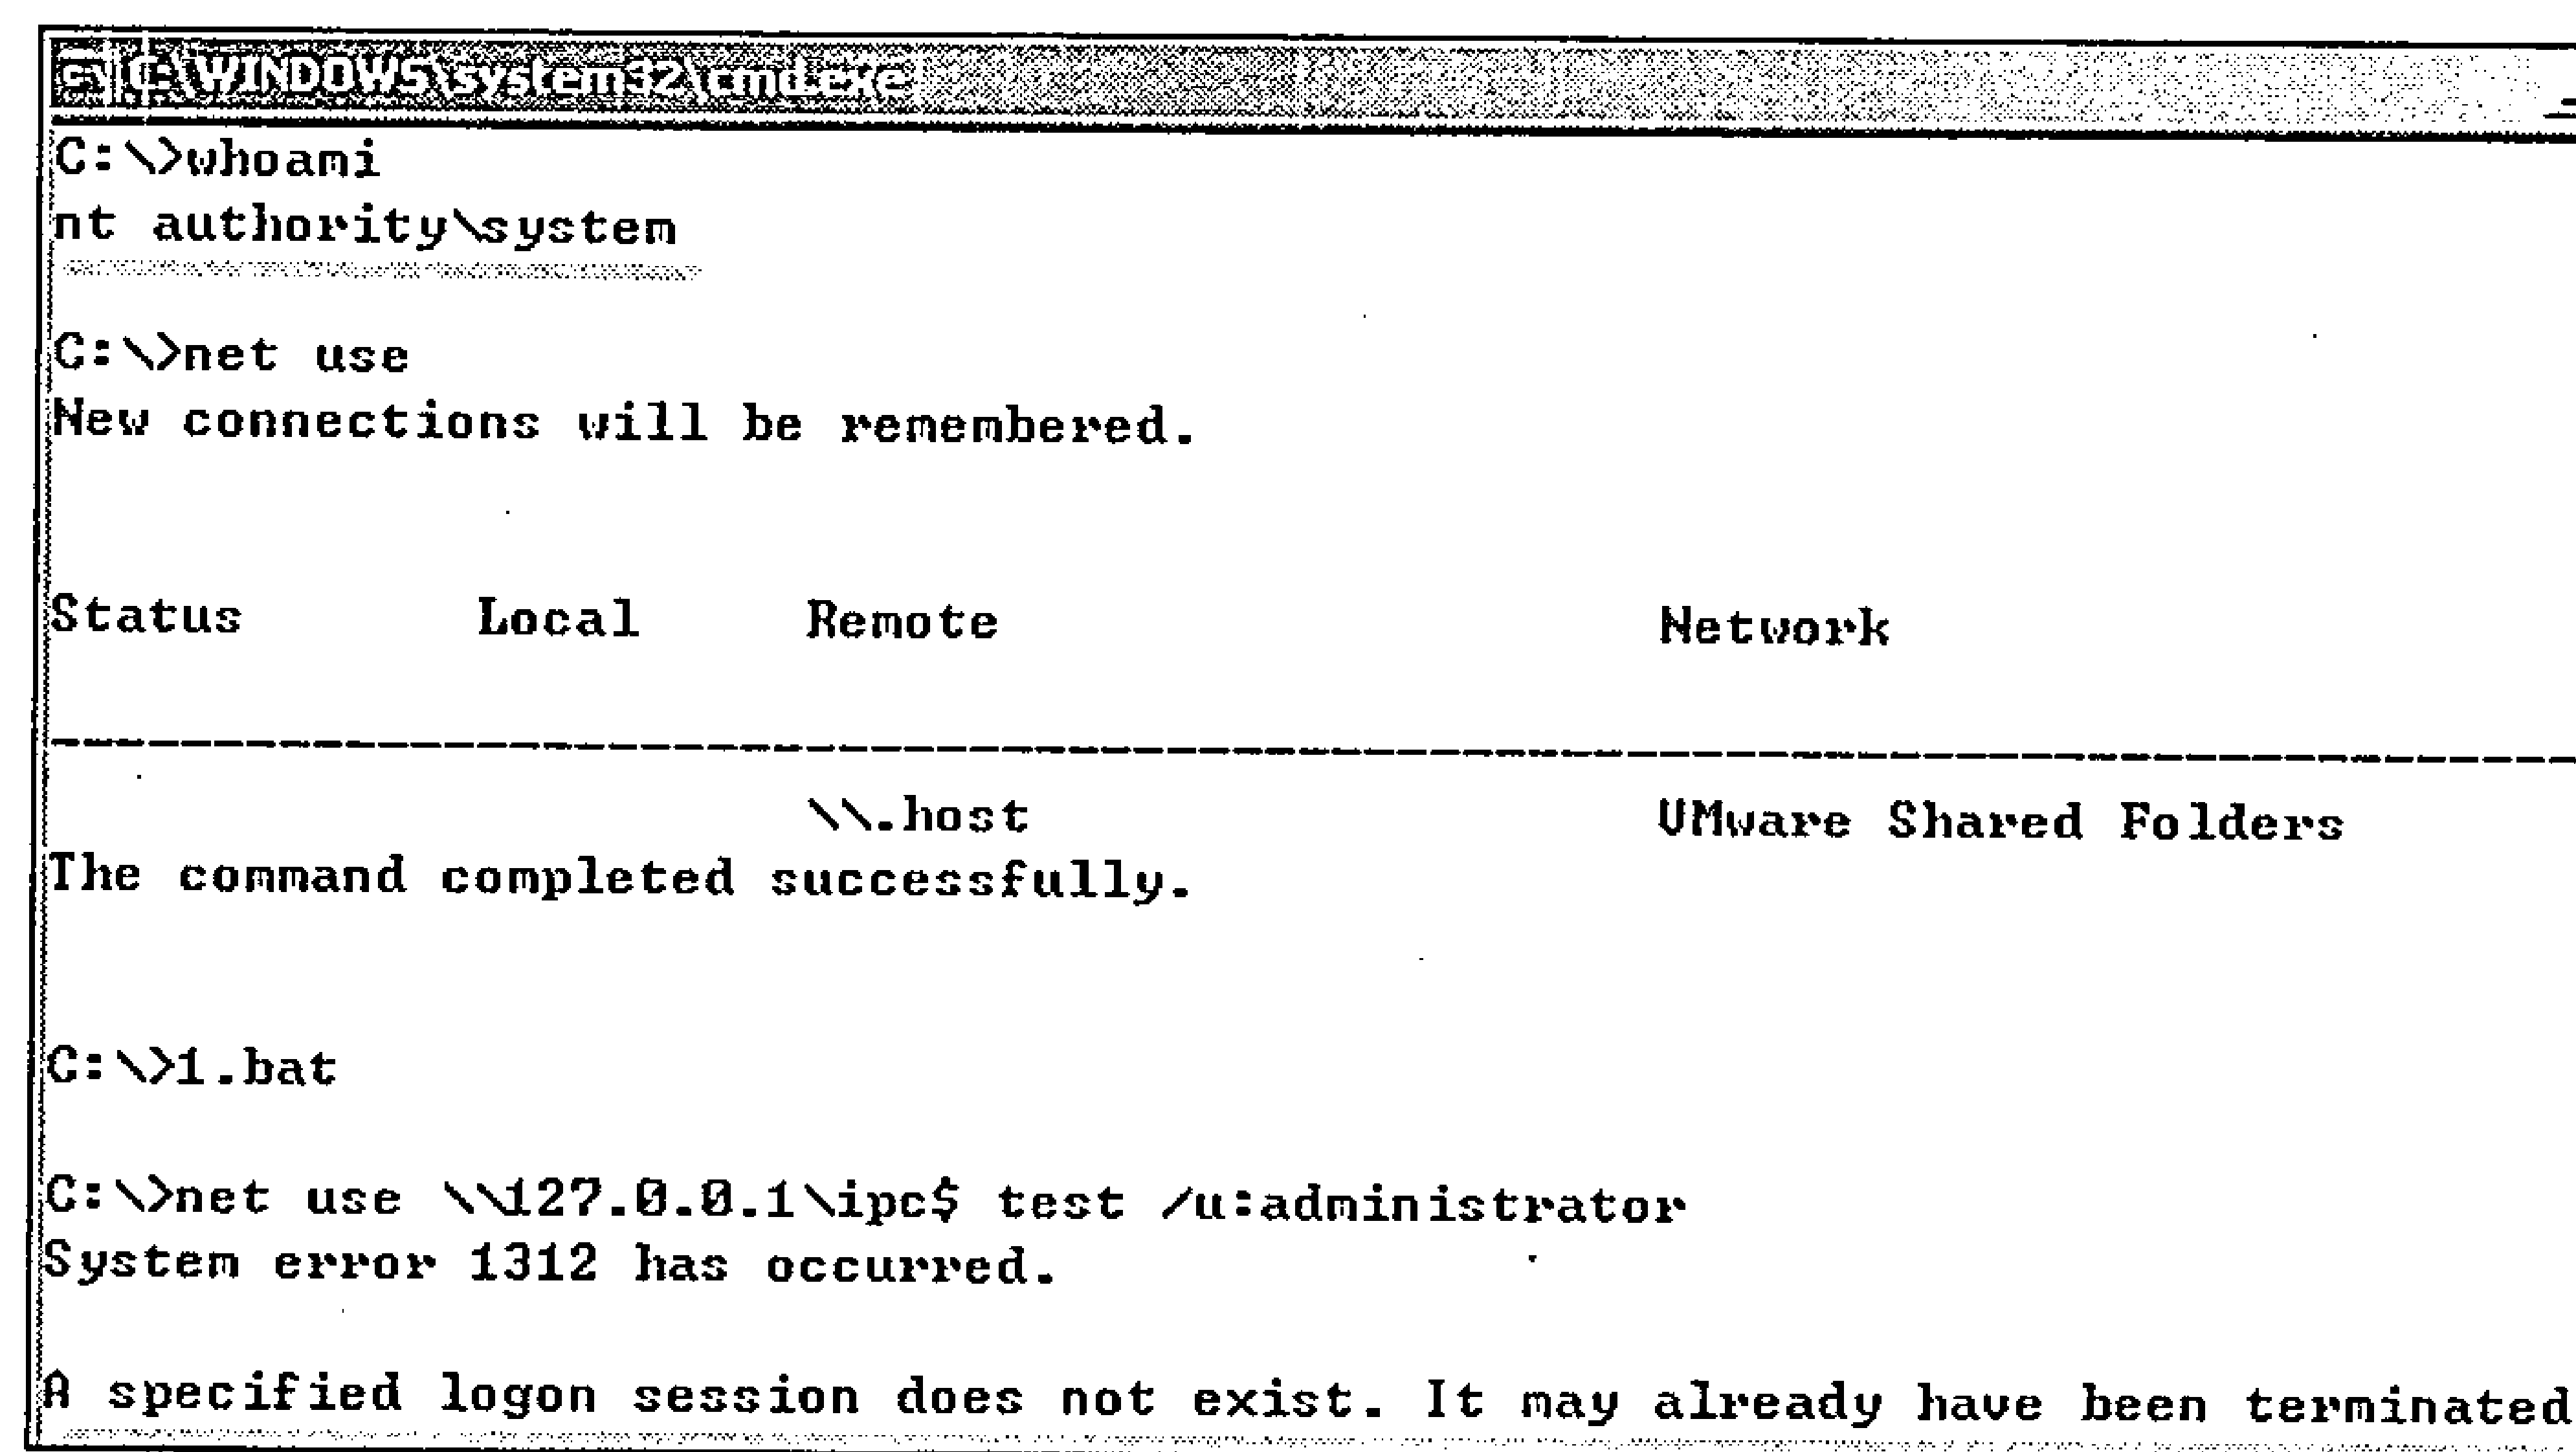 C:\WINDOWS\system32\cmd.exe
C:\>whoami
nt authority\system
C:\>net use
New connections will be remembered.
Status Local Remote Network
-------------------------------------------------------------------------------
\\.host VMware Shared Folders
The command completed successfully.
C:\>1.bat
C:\>net use \\127.0.0.1\ipc$ test /u:administrator
System error 1312 has occurred.
A specified logon session does not exist. It may already have been terminated